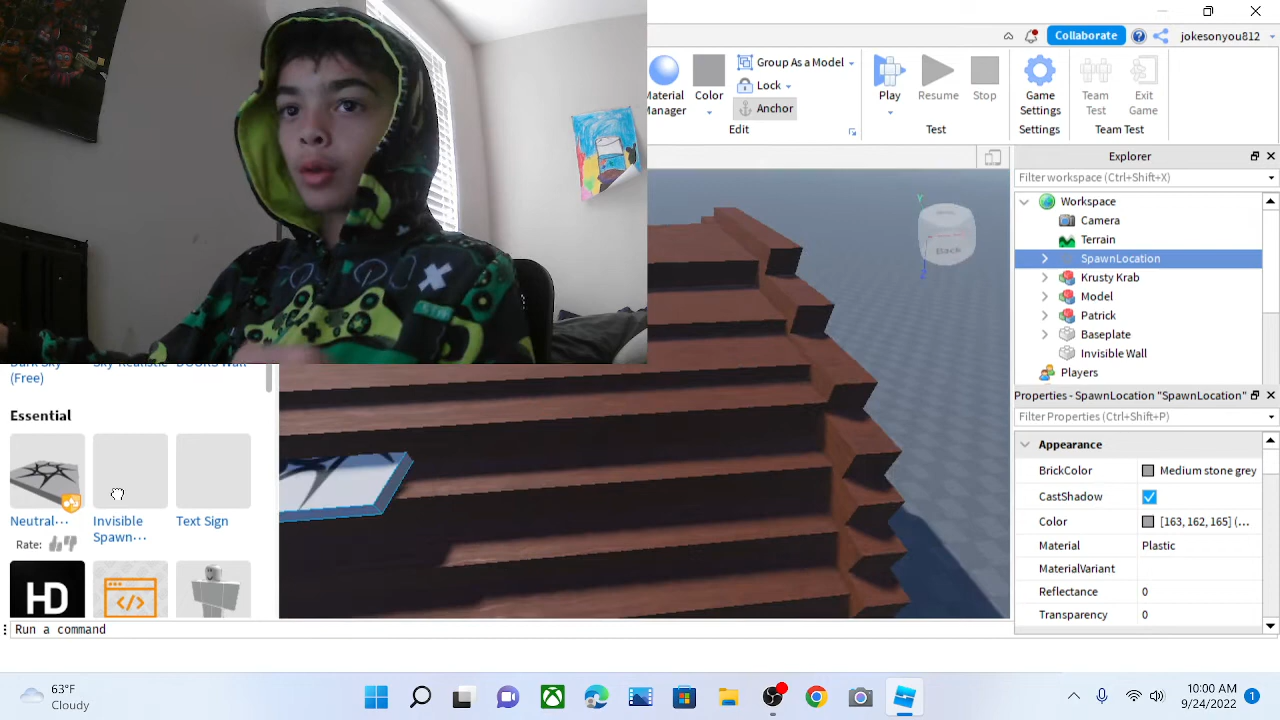 Collaborate
jokesonyou812
Group As a Model
Lock
Anchor
Material
Manager
Color
Edit
Play
Resume
Stop
Test
Game
Settings
Settings
Team
Test
Exit
Game
Team Test
Explorer
Filter workspace (Ctrl+Shift+X)
Workspace
Camera
Terrain
SpawnLocation
Krusty Krab
Model
Patrick
Baseplate
Invisible Wall
Players
Y
BACK
Z
Properties - SpawnLocation "SpawnLocation"
Filter Properties (Ctrl+Shift+P)
Appearance
BrickColor
Medium stone grey
CastShadow
Color
[163, 162, 165] (...
Material
Plastic
MaterialVariant
Reflectance
0
Transparency
0
(Free)
Essential
Neutral...
Invisible
Spawn...
Text Sign
Rate:
HD
</>
Run a command
63°F
Cloudy
10:00 AM
9/24/2022
1